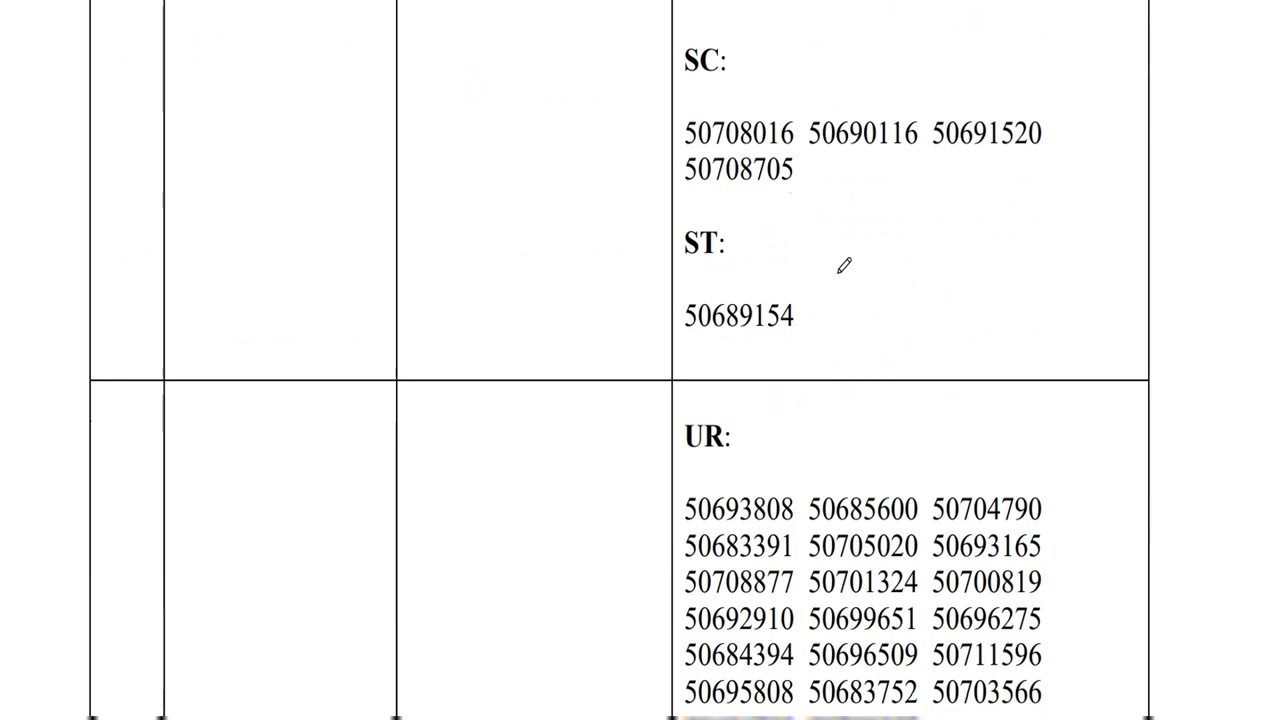 SC:
50708016 50690116 50691520
50708705
ST:
50689154
UR:
50693808 50685600 50704790
50683391 50705020 50693165
50708877 50701324 50700819
50692910 50699651 50696275
50684394 50696509 50711596
50695808 50683752 50703566